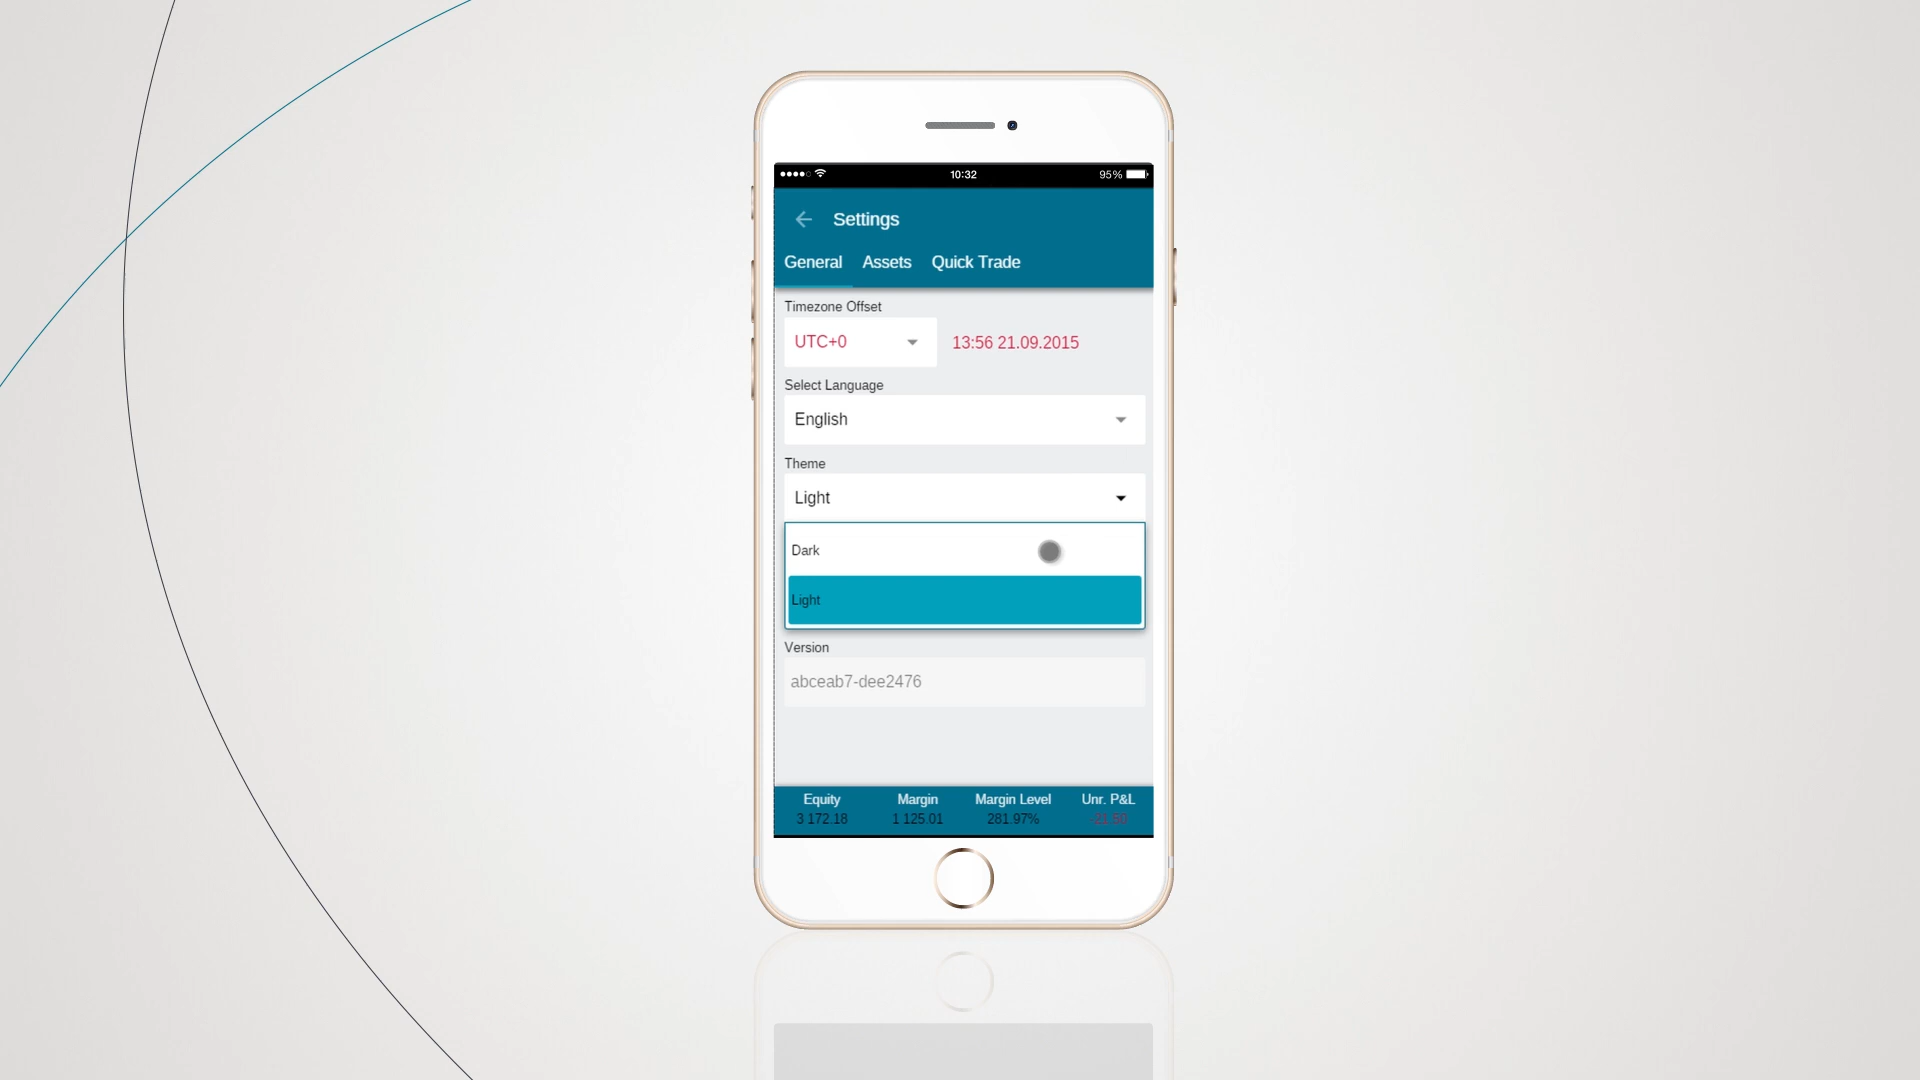 10:32
95%
Settings
General Assets Quick Trade
Timezone Offset
UTC+0 13:56 21.09.2015
Select Language
English
Theme
Light
Dark
Light
Version
abceab7-dee2476
Equity Margin Margin Level Unr. P&L
3 172.18 1 125.01 281.97% -21.50